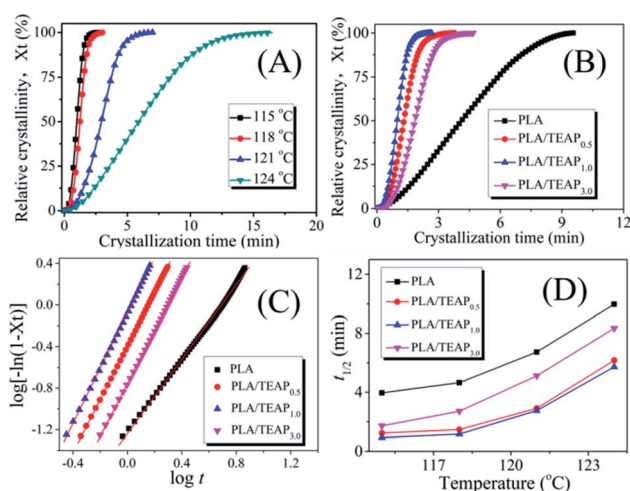 Relative crystallinity, Xt (%)
100
75
50
25
0
(A)
115 °C
118 °C
121 °C
124 °C
0 5 10 15 20
Crystallization time (min)
Relative crystallinity, Xt (%)
100
75
50
25
0
(B)
PLA
PLA/TEAP0.5
PLA/TEAP1.0
PLA/TEAP3.0
0 3 6 9 12
Crystallization time (min)
log[-ln(1-Xt)]
0.4
0.0
-0.4
-0.8
-1.2
(C)
PLA
PLA/TEAP0.5
PLA/TEAP1.0
PLA/TEAP3.0
-0.4 0.0 0.4 0.8 1.2
log t
t1/2 (min)
12
8
4
0
(D)
PLA
PLA/TEAP0.5
PLA/TEAP1.0
PLA/TEAP3.0
117 120 123
Temperature (°C)